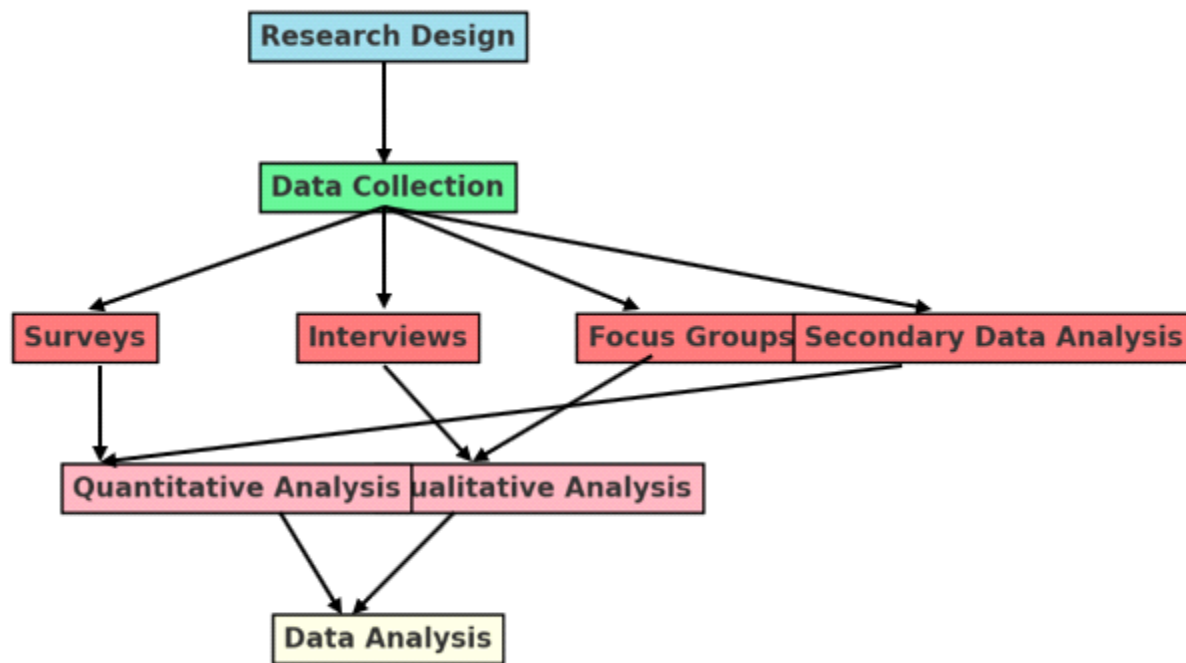 Research Design
Data Collection
Surveys
Interviews
Focus Groups
Secondary Data Analysis
Quantitative Analysis
ualitative Analysis
Data Analysis